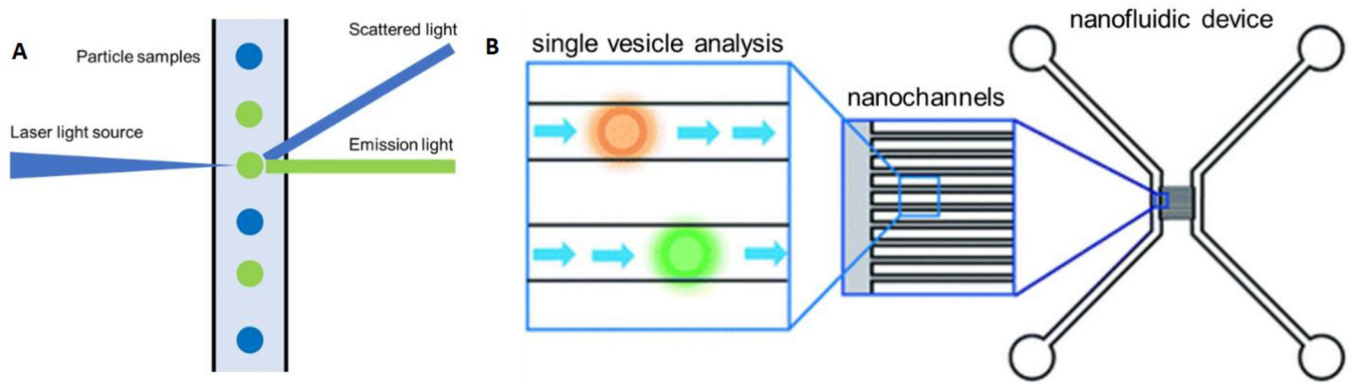 A
Particle samples
Scattered light
Laser light source
Emission light
B
single vesicle analysis
nanochannels
nanofluidic device